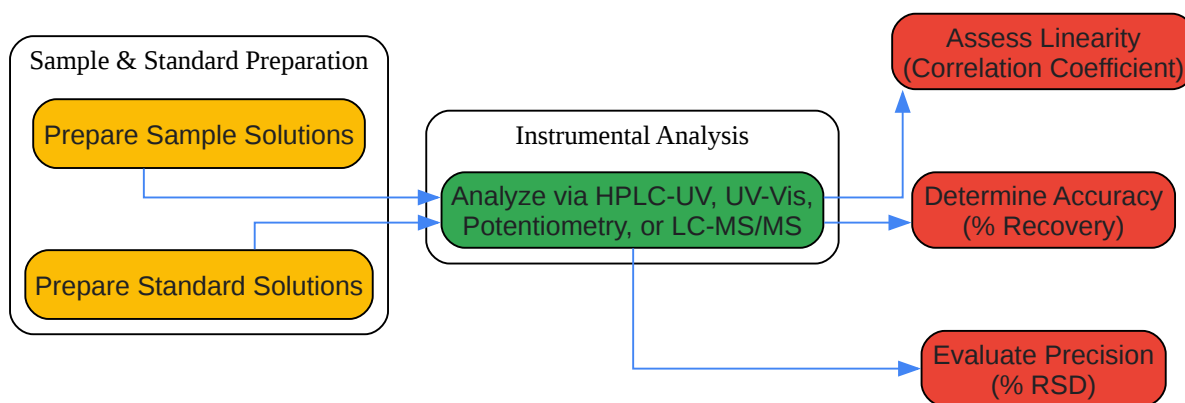 Sample & Standard Preparation
Prepare Sample Solutions
Prepare Standard Solutions
Instrumental Analysis
Analyze via HPLC-UV, UV-Vis,
Potentiometry, or LC-MS/MS
Assess Linearity
(Correlation Coefficient)
Determine Accuracy
(% Recovery)
Evaluate Precision
(% RSD)